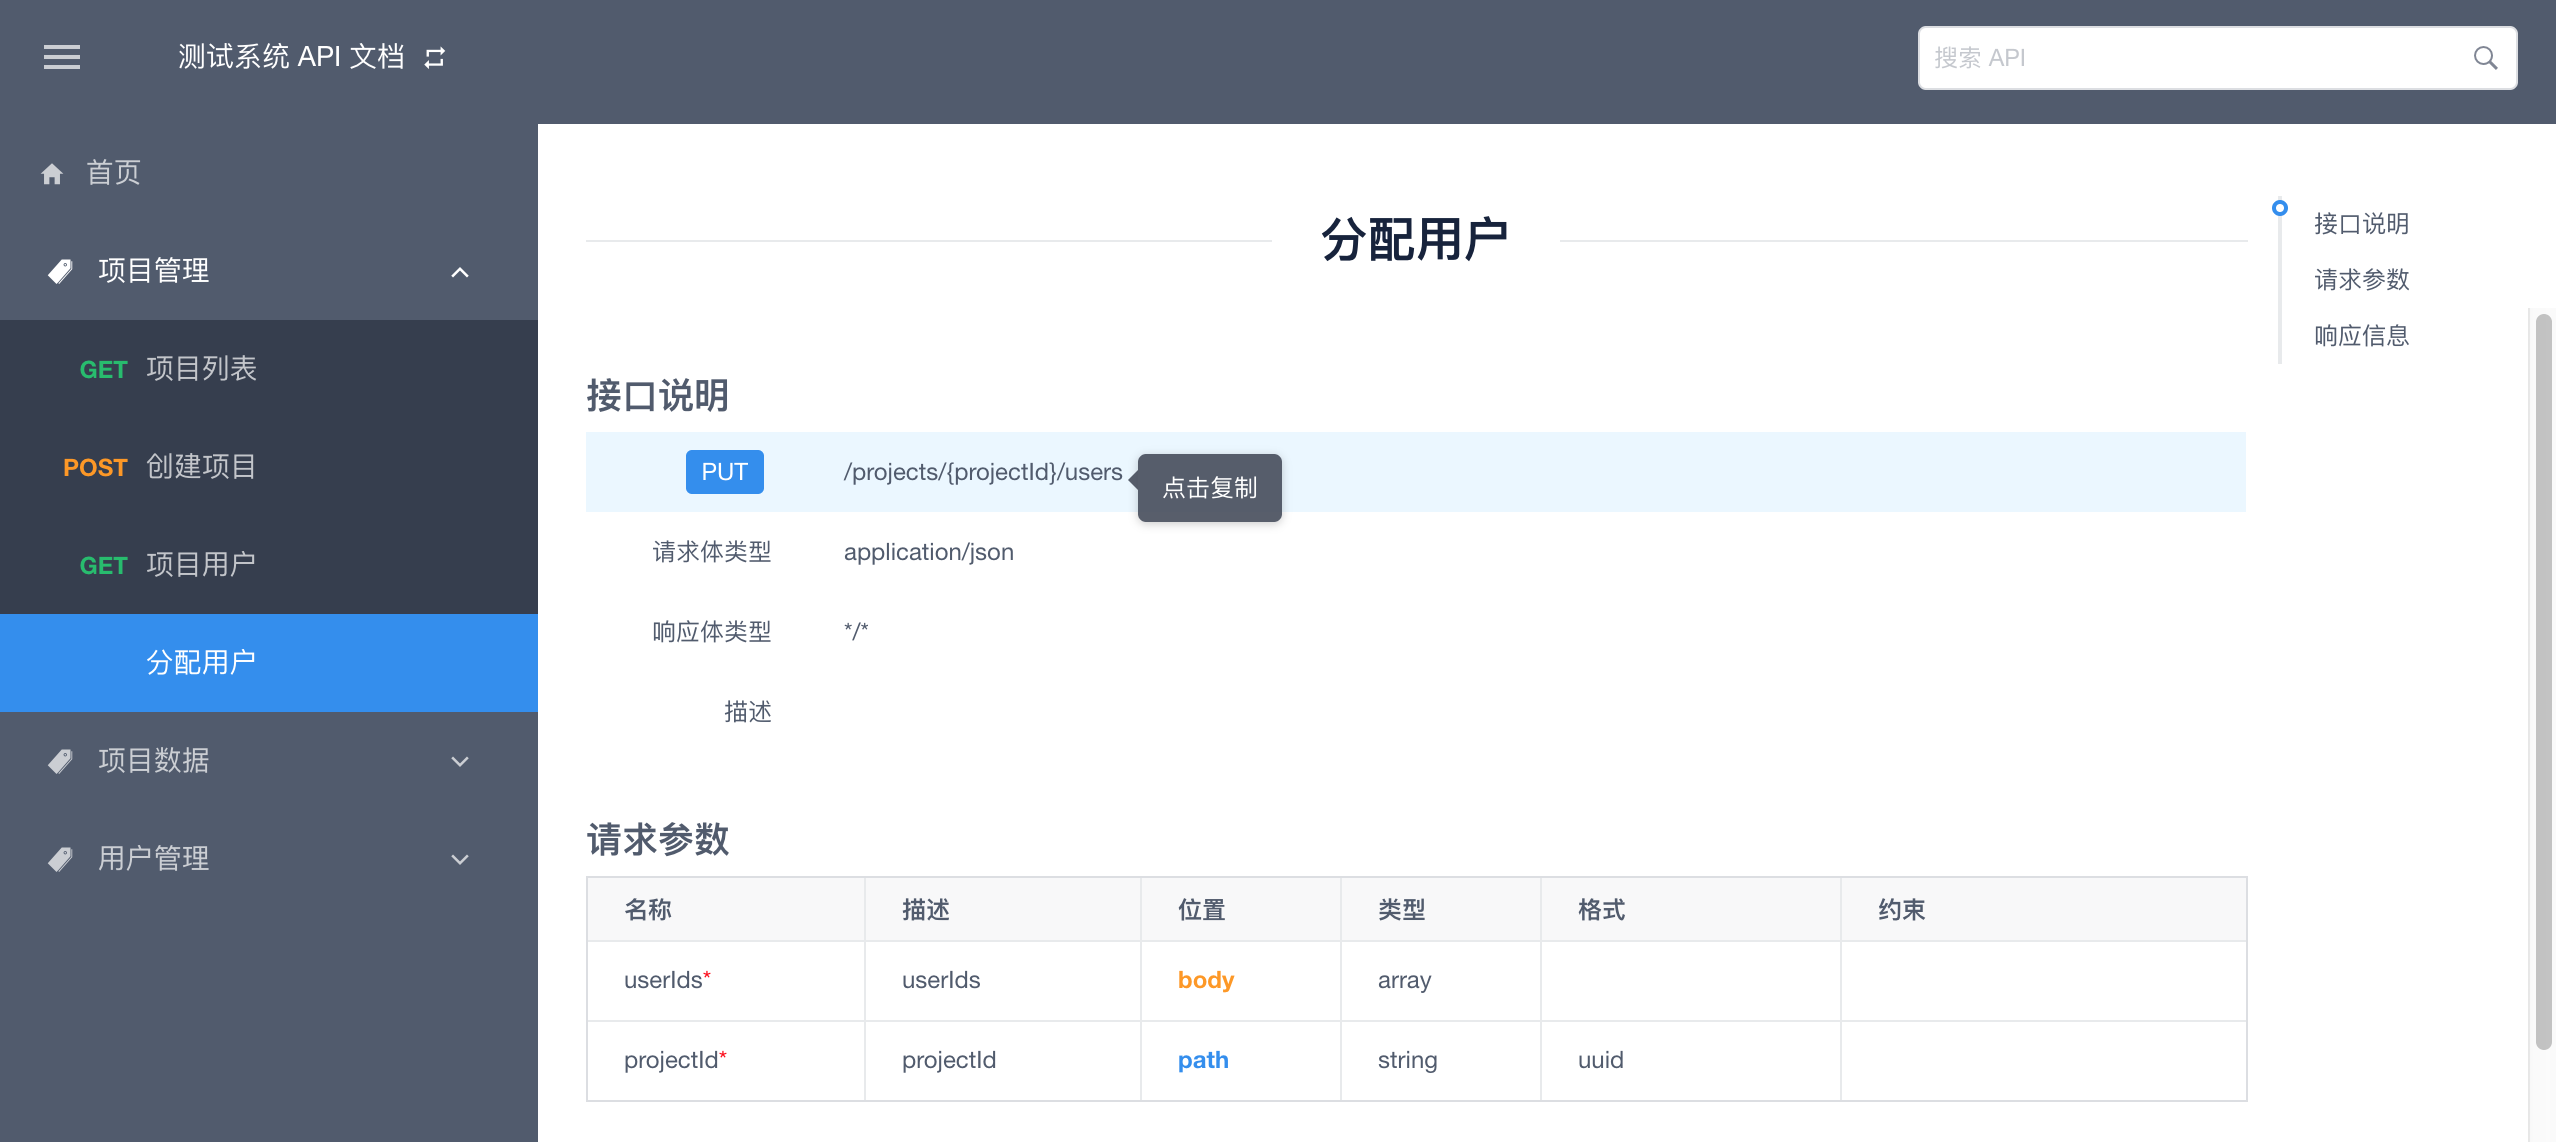 测试系统 API 文档
搜索 API
首页
项目管理
GET 项目列表
POST 创建项目
GET 项目用户
分配用户
项目数据
用户管理
分配用户
接口说明
PUT /projects/{projectId}/users 点击复制
请求体类型 application/json
响应体类型 */*
描述
请求参数
名称 描述 位置 类型 格式 约束
userIds* userIds body array
projectId* projectId path string uuid
接口说明
请求参数
响应信息